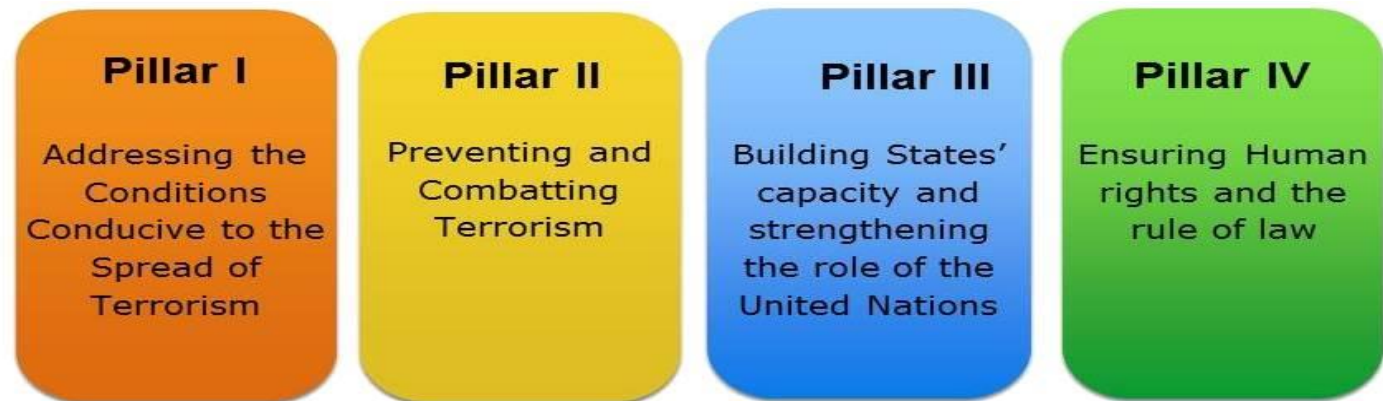 Pillar I
Addressing the
Conditions
Conducive to the
Spread of
Terrorism
Pillar II
Preventing and
Combatting
Terrorism
Pillar III
Building States’
capacity and
strengthening
the role of the
United Nations
Pillar IV
Ensuring Human
rights and the
rule of law